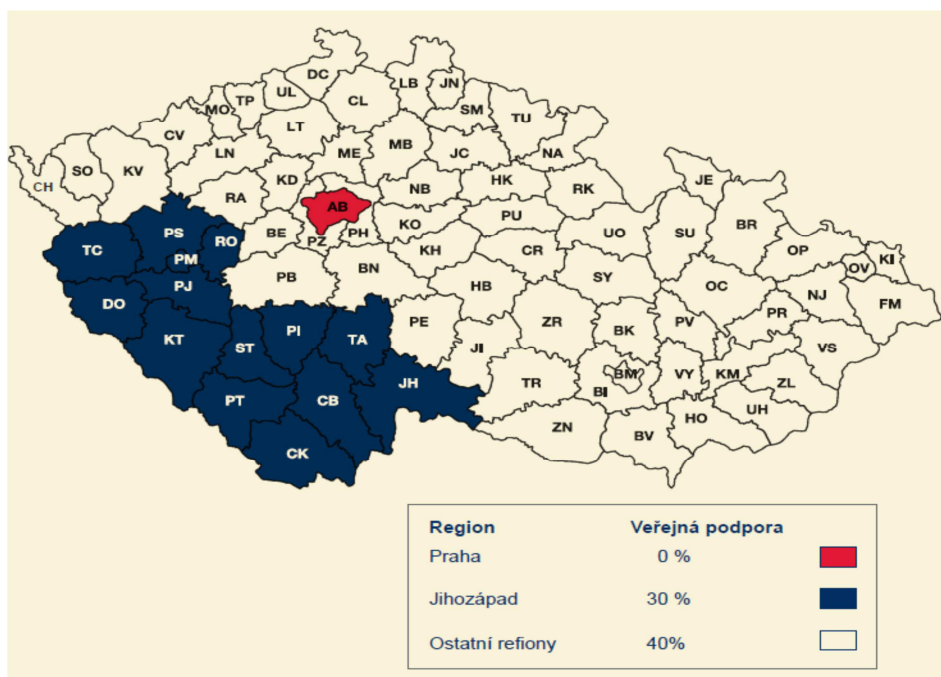 DC
LB
JN
UL
TP
MO
CL
SM
TU
CV
LT
LN
ME
MB
JC
NA
CH
SO
KV
RA
KD
NB
HK
RK
JE
AB
BE
PZ
PH
KO
PU
UO
SU
BR
TC
PS
RO
PM
PB
BN
KH
CR
SY
OP
OV
KI
DO
PJ
HB
OC
NJ
FM
KT
ST
PI
TA
PE
JI
ZR
BK
PV
PR
VS
PT
CB
JH
TR
BI
BM
VY
KM
ZL
CK
ZN
BV
HO
UH
Region Veřejná podpora
Praha 0 %
Jihozápad 30 %
Ostatní refiony 40%